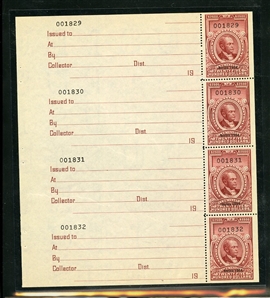 001829
Issued to
At
By
Collector Dist.
19
001829
001830
Issued to
At
By
Collector Dist.
19
001830
001831
Issued to
At
By
Collector Dist.
19
001831
001832
Issued to
At
By
Collector Dist.
19
001832